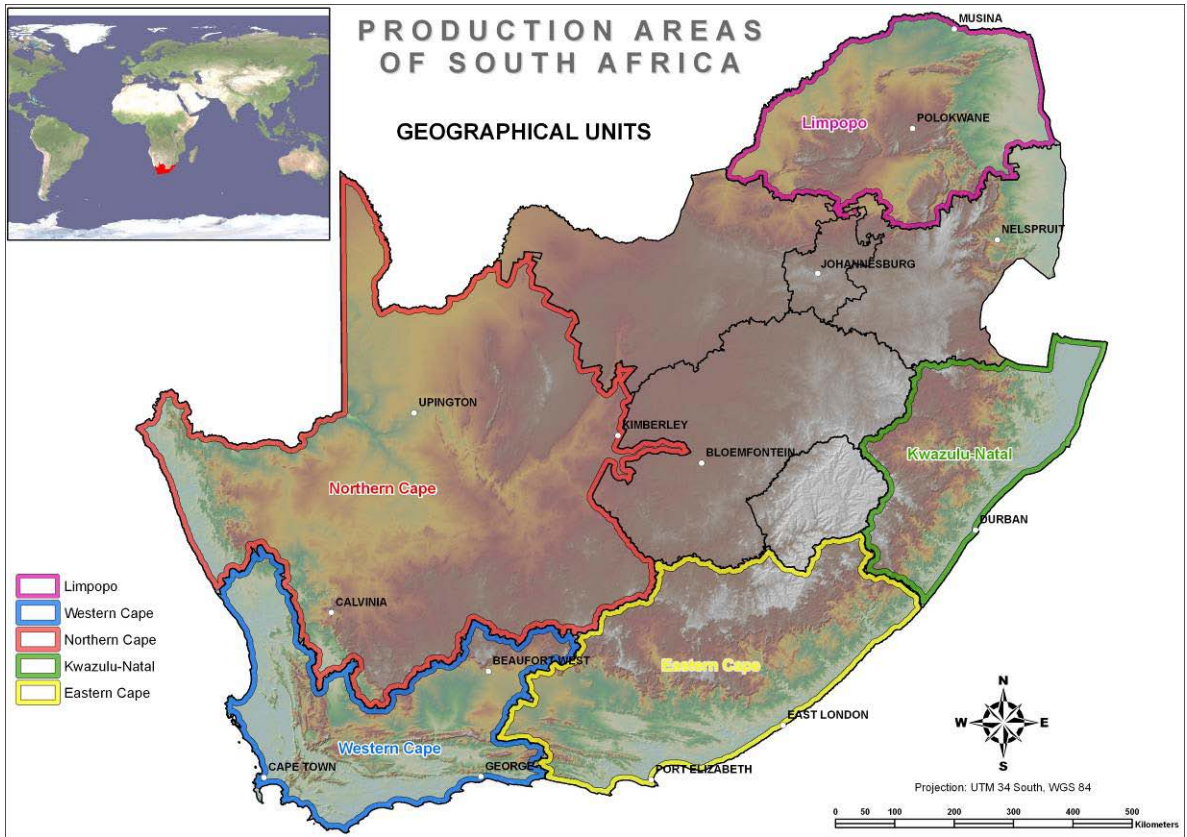 PRODUCTION AREAS
OF SOUTH AFRICA
GEOGRAPHICAL UNITS
MUSINA
Limpopo
POLOKWANE
NELSPRUIT
JOHANNESBURG
UPINGTON
KIMBERLEY
BLOEMFONTEIN
Kwazulu-Natal
Northern Cape
DURBAN
CALVINIA
BEAUFORT WEST
Eastern Cape
EAST LONDON
Western Cape
CAPE TOWN
GEORGE
PORT ELIZABETH
Limpopo
Western Cape
Northern Cape
Kwazulu-Natal
Eastern Cape
N
W E
S
Projection: UTM 34 South, WGS 84
0 50 100 200 300 400 500
Kilometers